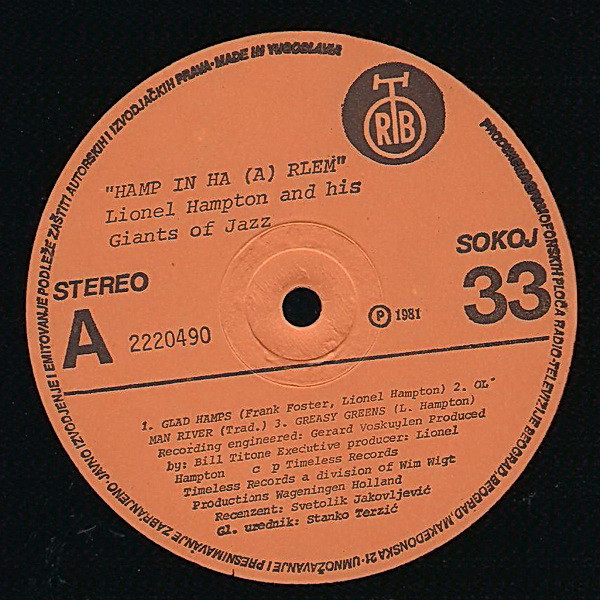 "HAMP IN HA (A) RLEM"
Lionel Hampton and his
Giants of Jazz
RTB
STEREO
A
2220490
SOKOJ
33
P 1981
1. GLAD HAMPS (Frank Foster, Lionel Hampton) 2. OL'
MAN RIVER (Trad.) 3. GREASY GREENS (L. Hampton)
Recording engineered: Gerard Voskuylen Produced
by: Bill Titone Executive producer: Lionel
Hampton c p Timeless Records
Timeless Records a division of Wim Wigt
Productions Wageningen Holland
Recenzent: Svetolik Jakovljević
Gl. urednik: Stanko Terzić
PRODUKCIJA GRAMOFONSKIH PLOČA RADIO-TELEVIZIJE BEOGRAD, BEOGRAD, MAKEDONSKA 21 · UMNOŽAVANJE I PRESNIMAVANJE ZABRANJENO. JAVNO IZVODJENJE I EMITOVANJE PODLEŽE ZAŠTITI AUTORSKIH I IZVODJAČKIH PRAVA · MADE IN YUGOSLAVIA